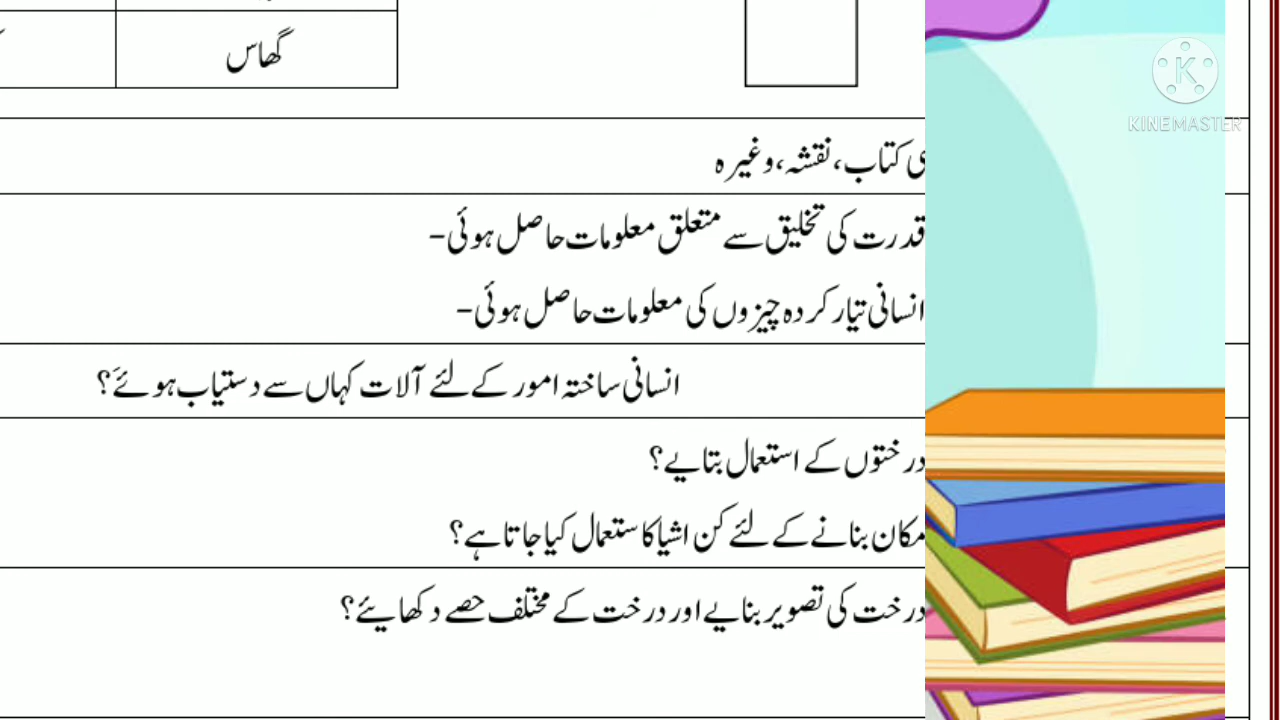 گھاس
KINEMASTER
ی کتاب،نقشہ،وغیرہ
قدرت کی تخلیق سے متعلق معلومات حاصل ہوئی-
انسانی تیار کردہ چیزوں کی معلومات حاصل ہوئی-
انسانی ساختہ امور کے لئے آلات کہاں سے دستیاب ہوئے؟
درختوں کے استعمال بتایے؟
مکان بنانے کے لئے کن اشیا کا ستعمال کیا جاتا ہے؟
درخت کی تصویر بنایے اور درخت کے مختلف حصے دکھایئے؟